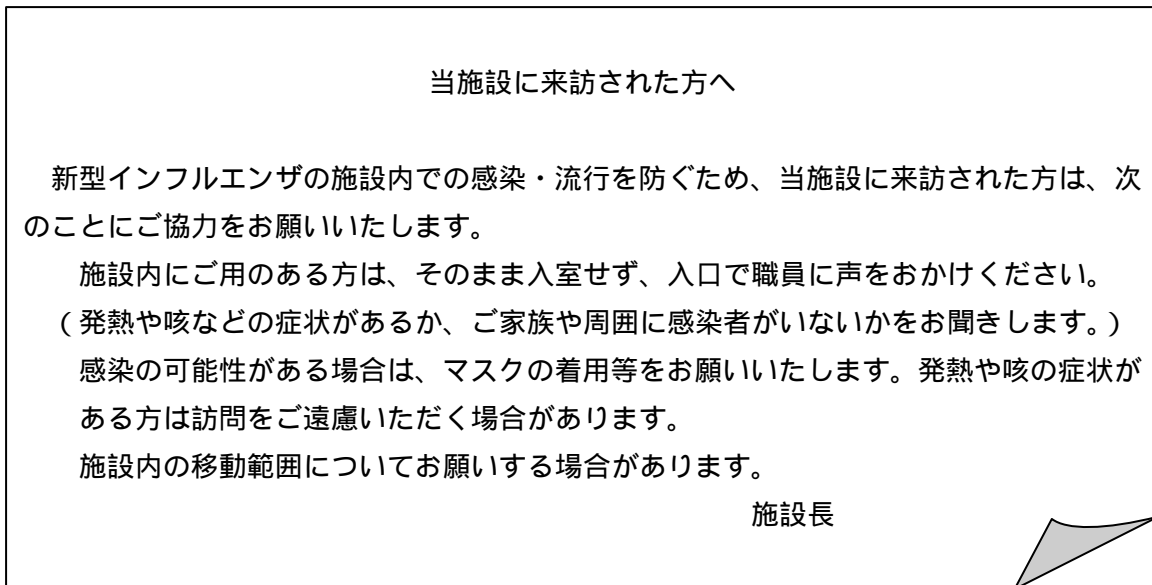 当施設に来訪された方へ
新型インフルエンザの施設内での感染・流行を防ぐため、当施設に来訪された方は、次
のことにご協力をお願いいたします。
施設内にご用のある方は、そのまま入室せず、入口で職員に声をおかけください。
(発熱や咳などの症状があるか、ご家族や周囲に感染者がいないかをお聞きします。)
感染の可能性がある場合は、マスクの着用等をお願いいたします。発熱や咳の症状が
ある方は訪問をご遠慮いただく場合があります。
施設内の移動範囲についてお願いする場合があります。
施設長